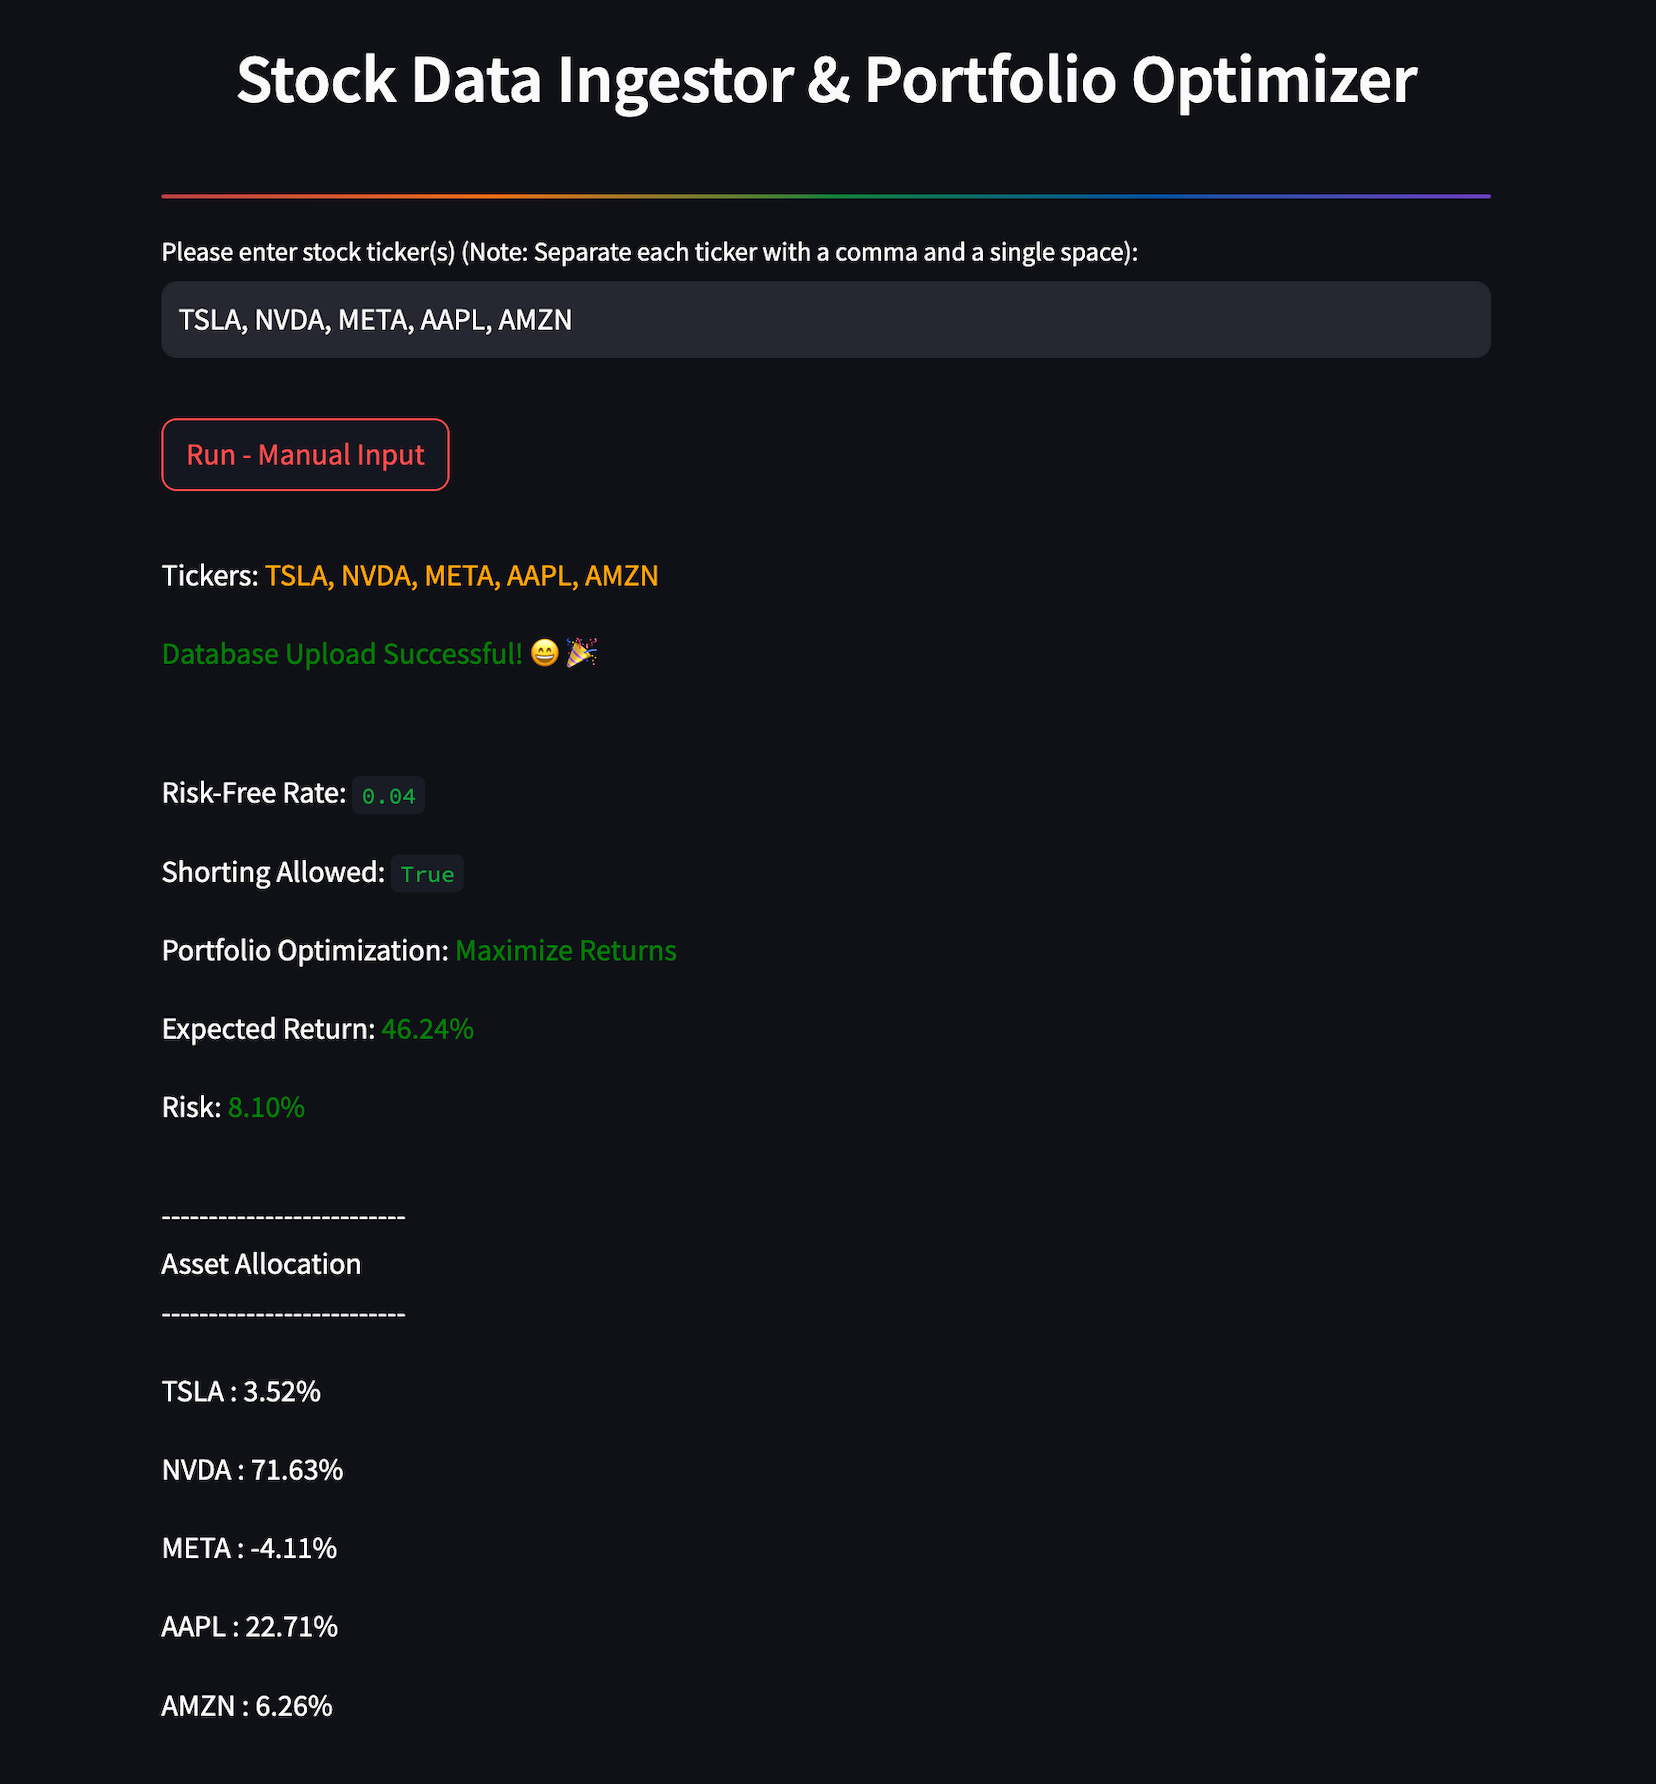 Stock Data Ingestor & Portfolio Optimizer
Please enter stock ticker(s) (Note: Separate each ticker with a comma and a single space):
TSLA, NVDA, META, AAPL, AMZN
Run - Manual Input
Tickers: TSLA, NVDA, META, AAPL, AMZN
Database Upload Successful! 😄 🎉
Risk-Free Rate: 0.04
Shorting Allowed: True
Portfolio Optimization: Maximize Returns
Expected Return: 46.24%
Risk: 8.10%
--------------------------
Asset Allocation
--------------------------
TSLA : 3.52%
NVDA : 71.63%
META : -4.11%
AAPL : 22.71%
AMZN : 6.26%